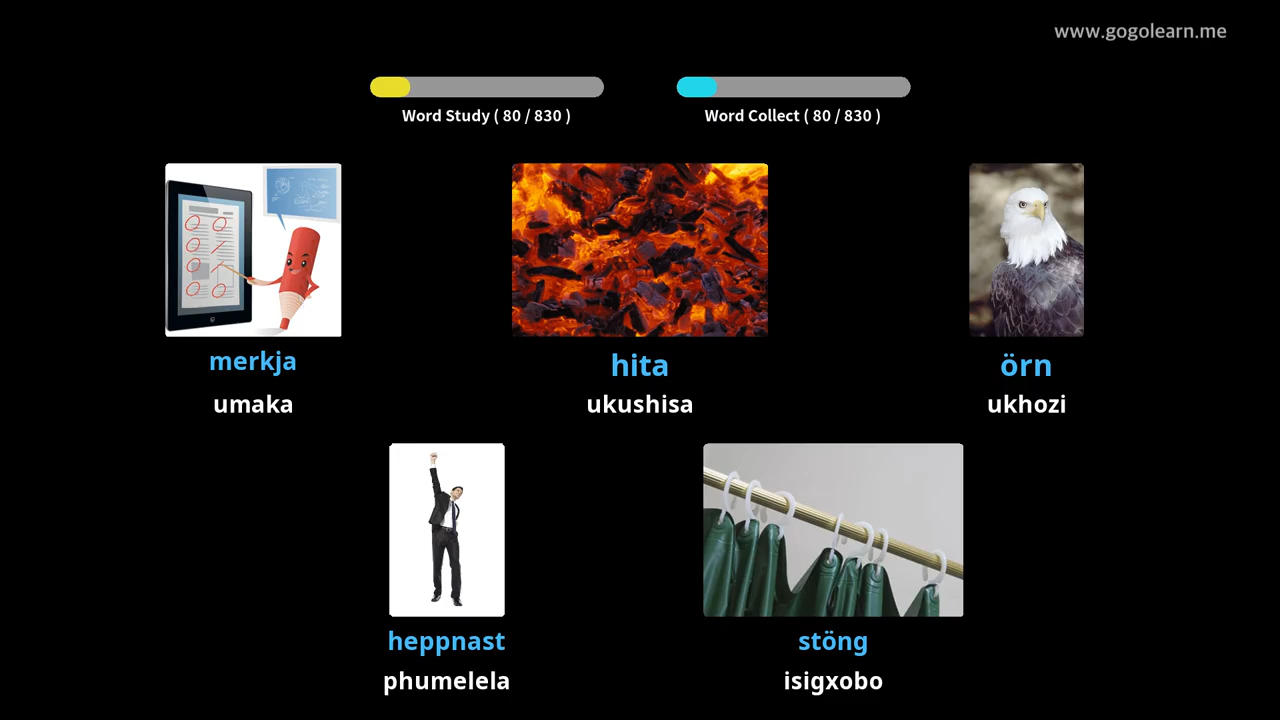 www.gogolearn.me
Word Study ( 80 / 830 )
Word Collect ( 80 / 830 )
merkja
hita
örn
umaka
ukushisa
ukhozi
heppnast
stöng
phumelela
isigxobo